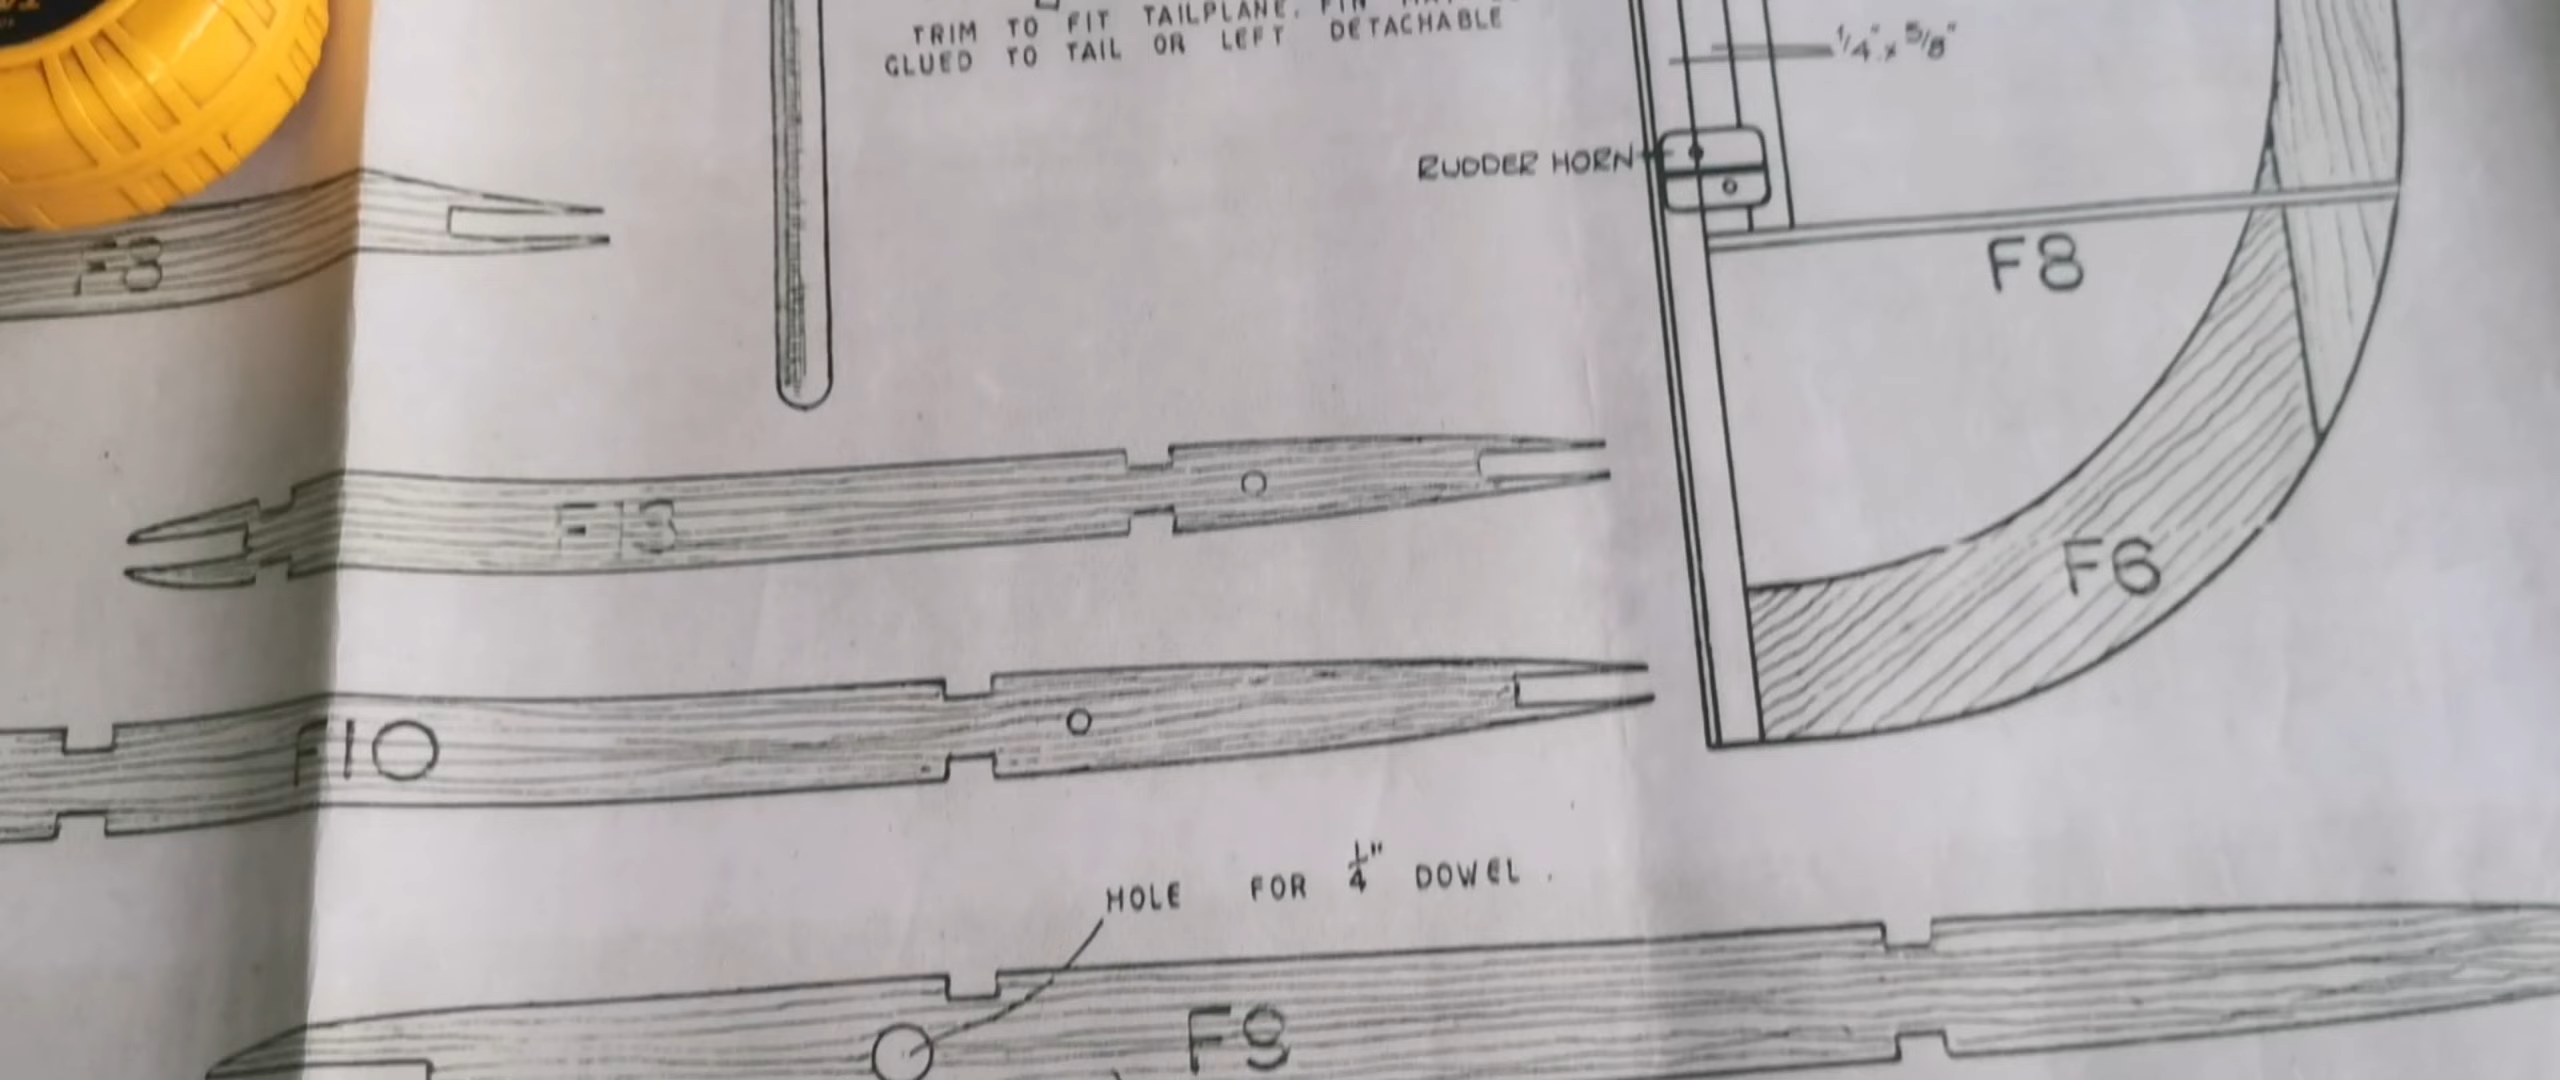 TRIM TO FIT TAILPLANE. FIN
GLUED TO TAIL OR LEFT DETACHABLE
1/4" x 5/8"
RUDDER HORN
F8
F8
F13
F6
F10
HOLE FOR 1/4" DOWEL.
F9